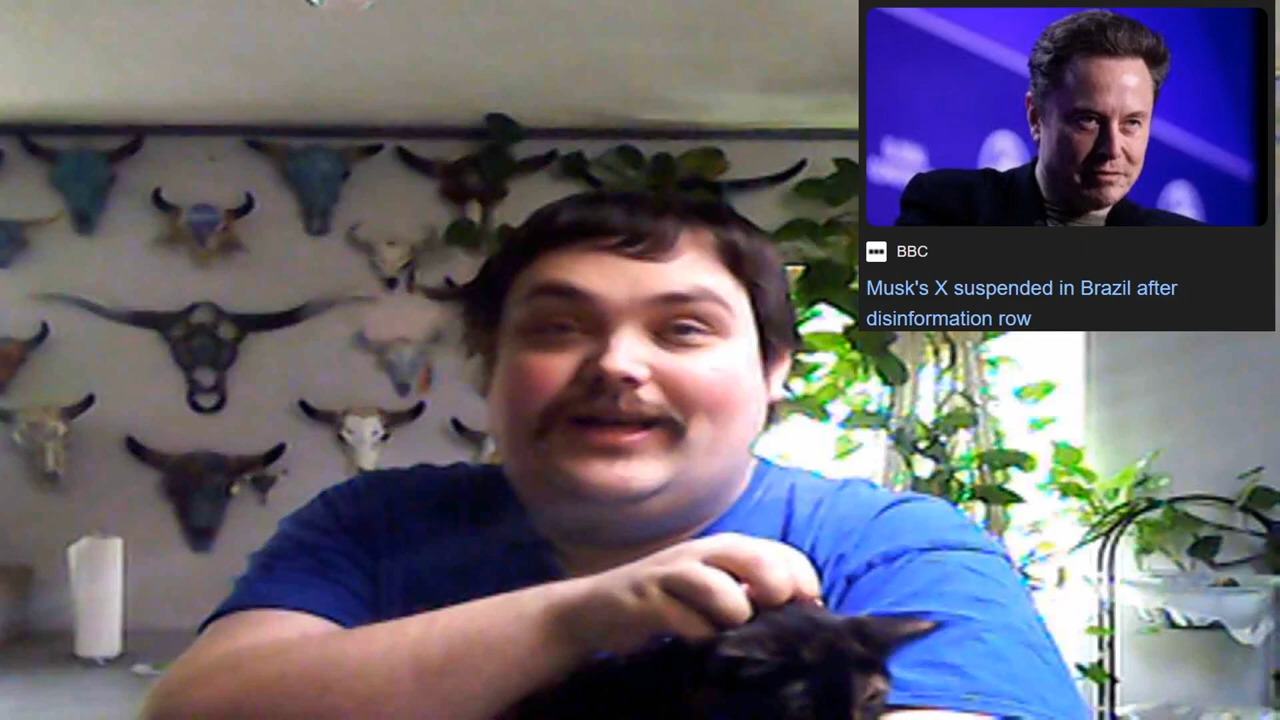 BBC
Musk's X suspended in Brazil after
disinformation row